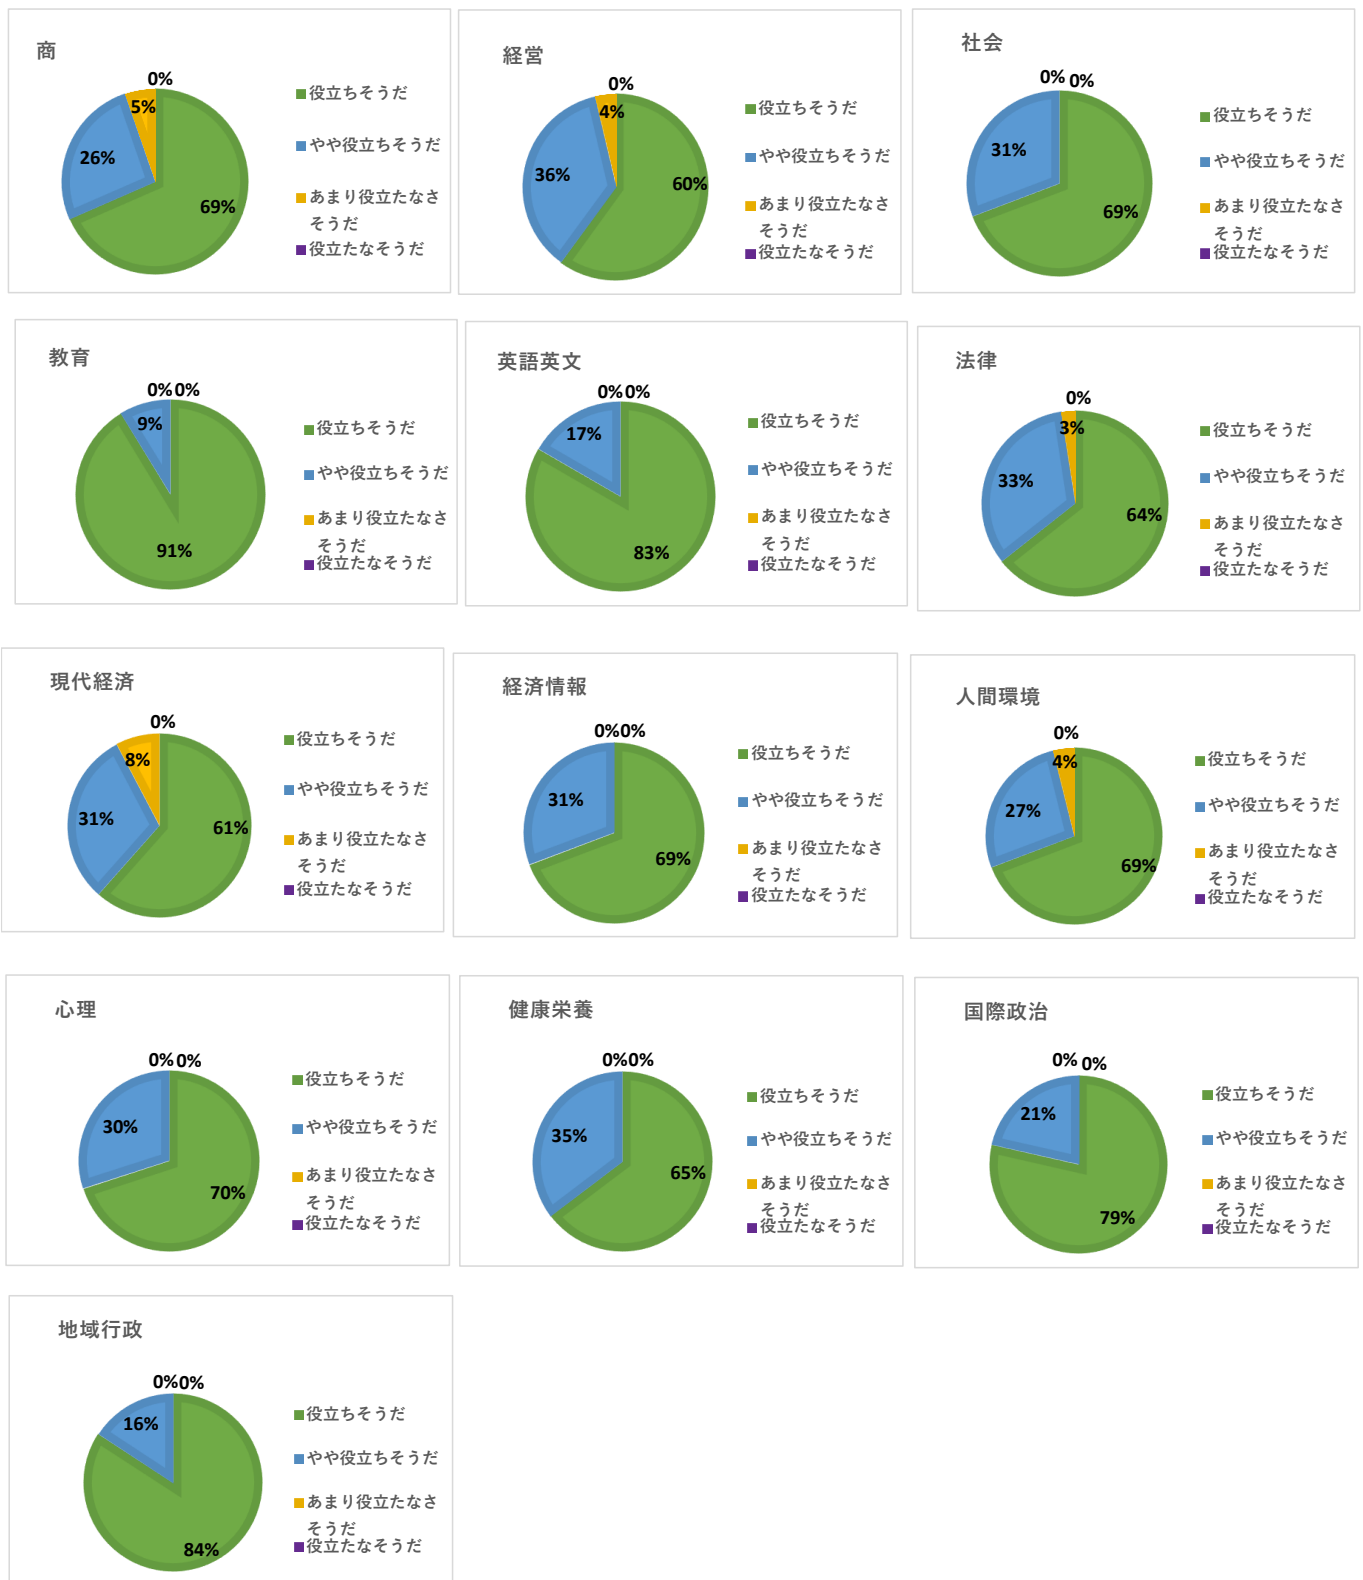 商
0%
5%
26%
69%
役立ちそうだ
やや役立ちそうだ
あまり役立たなさ
そうだ
役立たなそうだ
経営
0%
4%
36%
60%
役立ちそうだ
やや役立ちそうだ
あまり役立たなさ
そうだ
役立たなそうだ
社会
0% 0%
31%
69%
役立ちそうだ
やや役立ちそうだ
あまり役立たなさ
そうだ
役立たなそうだ
教育
0% 0%
9%
91%
役立ちそうだ
やや役立ちそうだ
あまり役立たなさ
そうだ
役立たなそうだ
英語英文
0% 0%
17%
83%
役立ちそうだ
やや役立ちそうだ
あまり役立たなさ
そうだ
役立たなそうだ
法律
0%
3%
33%
64%
役立ちそうだ
やや役立ちそうだ
あまり役立たなさ
そうだ
役立たなそうだ
現代経済
0%
8%
31%
61%
役立ちそうだ
やや役立ちそうだ
あまり役立たなさ
そうだ
役立たなそうだ
経済情報
0% 0%
31%
69%
役立ちそうだ
やや役立ちそうだ
あまり役立たなさ
そうだ
役立たなそうだ
人間環境
0%
4%
27%
69%
役立ちそうだ
やや役立ちそうだ
あまり役立たなさ
そうだ
役立たなそうだ
心理
0% 0%
30%
70%
役立ちそうだ
やや役立ちそうだ
あまり役立たなさ
そうだ
役立たなそうだ
健康栄養
0% 0%
35%
65%
役立ちそうだ
やや役立ちそうだ
あまり役立たなさ
そうだ
役立たなそうだ
国際政治
0% 0%
21%
79%
役立ちそうだ
やや役立ちそうだ
あまり役立たなさ
そうだ
役立たなそうだ
地域行政
0% 0%
16%
84%
役立ちそうだ
やや役立ちそうだ
あまり役立たなさ
そうだ
役立たなそうだ